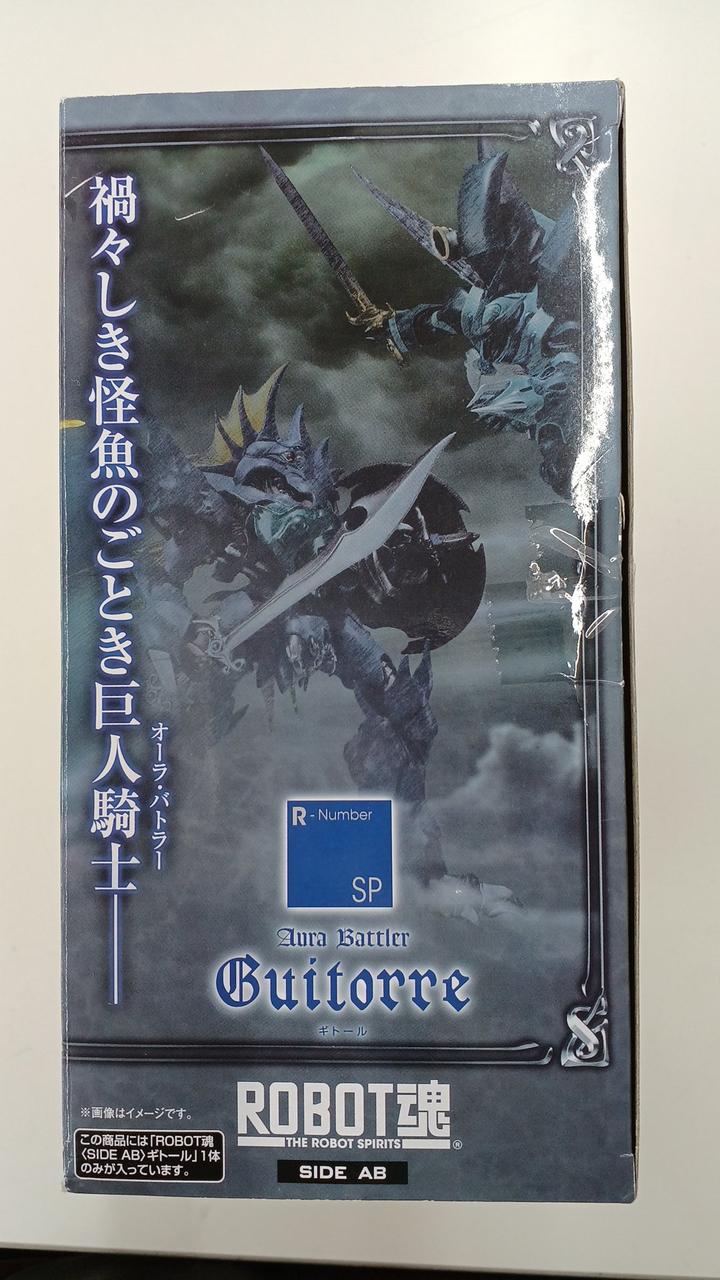 禍々しき怪魚のごとき巨人騎士――
オーラ・バトラー
R - Number
SP
Aura Battler
Guitorre
ギトール
※画像はイメージです。
この商品には「ROBOT魂
〈SIDE AB〉ギトール」1体
のみが入っています。
ROBOT魂
THE ROBOT SPIRITS
®
SIDE AB